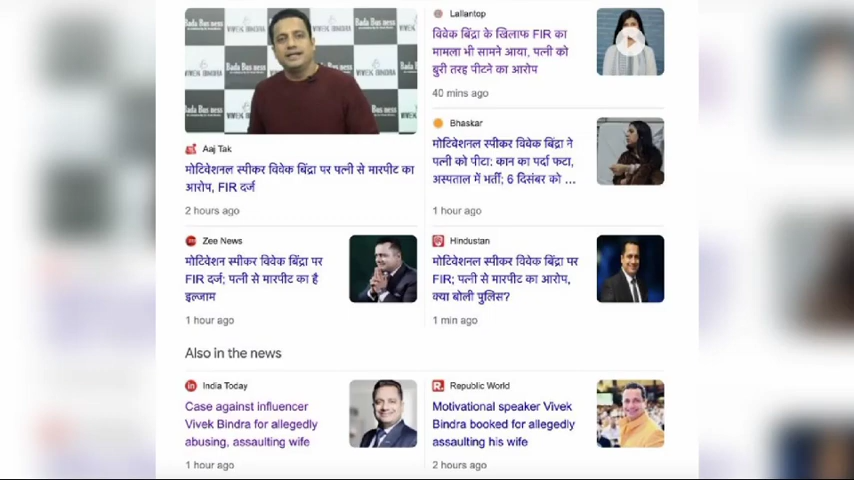 Bada Business
VIVEK BINDRA
Aaj Tak
मोटिवेशनल स्पीकर विवेक बिंद्रा पर पत्नी से मारपीट का
आरोप, FIR दर्ज
2 hours ago
Lallantop
विवेक बिंद्रा के खिलाफ FIR का
मामला भी सामने आया, पत्नी को
बुरी तरह पीटने का आरोप
40 mins ago
Bhaskar
मोटिवेशनल स्पीकर विवेक बिंद्रा ने
पत्नी को पीटा: कान का पर्दा फटा,
अस्पताल में भर्ती; 6 दिसंबर को ...
1 hour ago
Zee News
मोटिवेशन स्पीकर विवेक बिंद्रा पर
FIR दर्ज; पत्नी से मारपीट का है
इल्जाम
1 hour ago
Hindustan
मोटिवेशनल स्पीकर विवेक बिंद्रा पर
FIR; पत्नी से मारपीट का आरोप,
क्या बोली पुलिस?
1 min ago
Also in the news
India Today
Case against influencer
Vivek Bindra for allegedly
abusing, assaulting wife
1 hour ago
R.
Republic World
Motivational speaker Vivek
Bindra booked for allegedly
assaulting his wife
2 hours ago